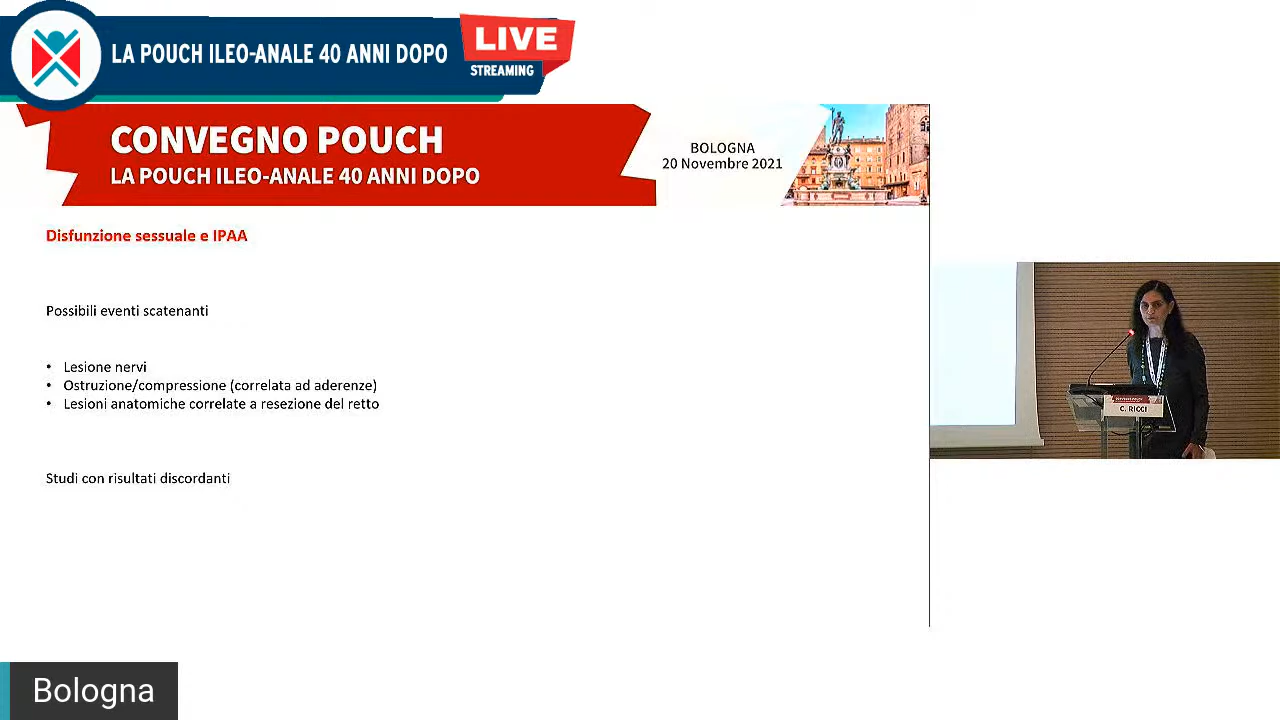 LA POUCH ILEO-ANALE 40 ANNI DOPO
LIVE
STREAMING
CONVEGNO POUCH
LA POUCH ILEO-ANALE 40 ANNI DOPO
BOLOGNA
20 Novembre 2021
Disfunzione sessuale e IPAA
Possibili eventi scatenanti
• Lesione nervi
• Ostruzione/compressione (correlata ad aderenze)
• Lesioni anatomiche correlate a resezione del retto
Studi con risultati discordanti
C. RICCI
Bologna